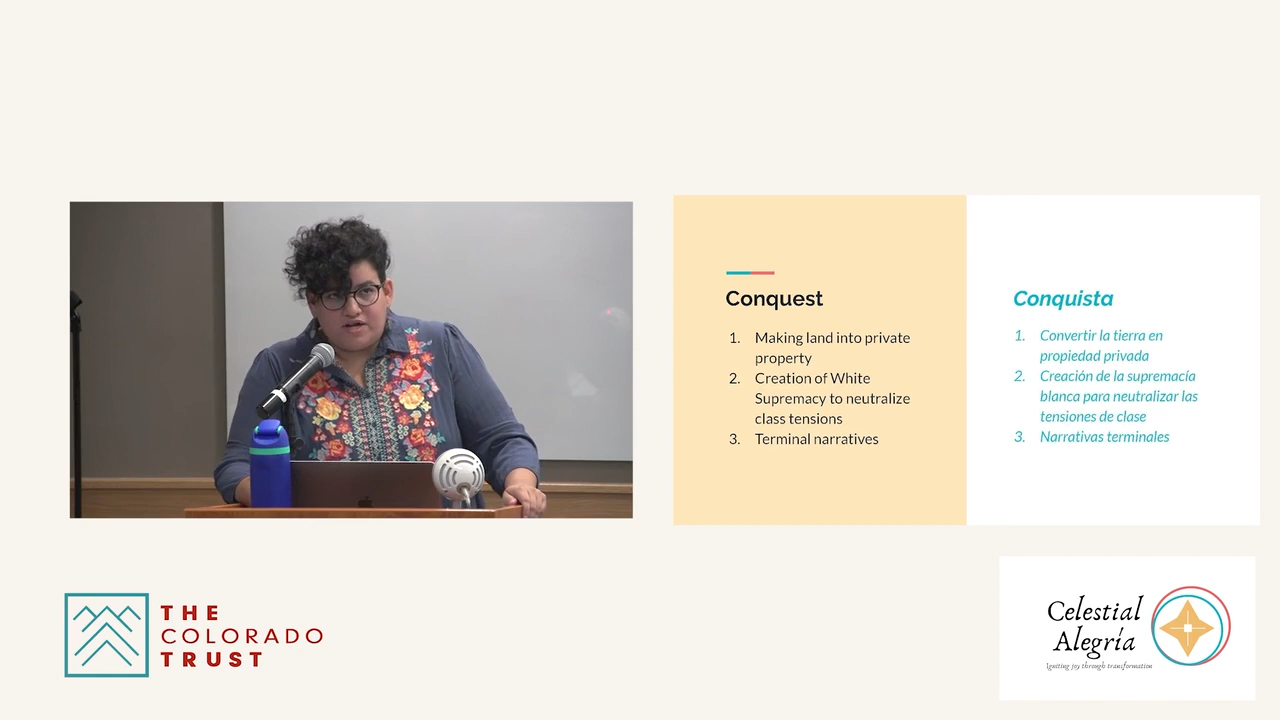 Conquest
1. Making land into private
property
2. Creation of White
Supremacy to neutralize
class tensions
3. Terminal narratives
Conquista
1. Convertir la tierra en
propiedad privada
2. Creación de la supremacía
blanca para neutralizar las
tensiones de clase
3. Narrativas terminales
THE
COLORADO
TRUST
Celestial
Alegría
Igniting joy through transformation